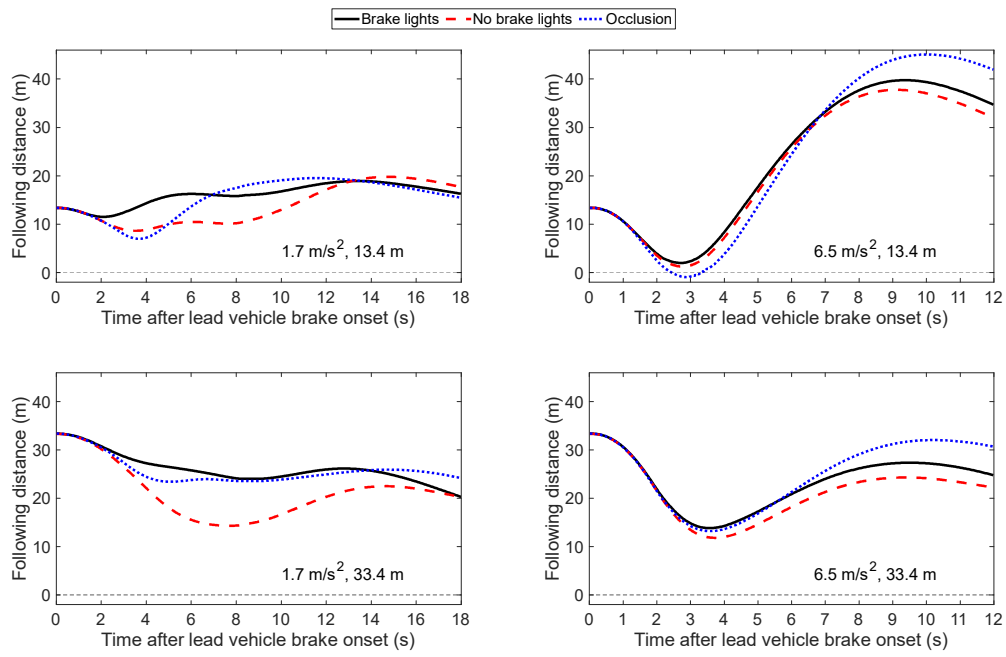 Brake lights No brake lights Occlusion
Following distance (m)
40
30
20
10
0
1.7 m/s², 13.4 m
0 2 4 6 8 10 12 14 16 18
Time after lead vehicle brake onset (s)
Following distance (m)
40
30
20
10
0
6.5 m/s², 13.4 m
0 1 2 3 4 5 6 7 8 9 10 11 12
Time after lead vehicle brake onset (s)
Following distance (m)
40
30
20
10
0
1.7 m/s², 33.4 m
0 2 4 6 8 10 12 14 16 18
Time after lead vehicle brake onset (s)
Following distance (m)
40
30
20
10
0
6.5 m/s², 33.4 m
0 1 2 3 4 5 6 7 8 9 10 11 12
Time after lead vehicle brake onset (s)